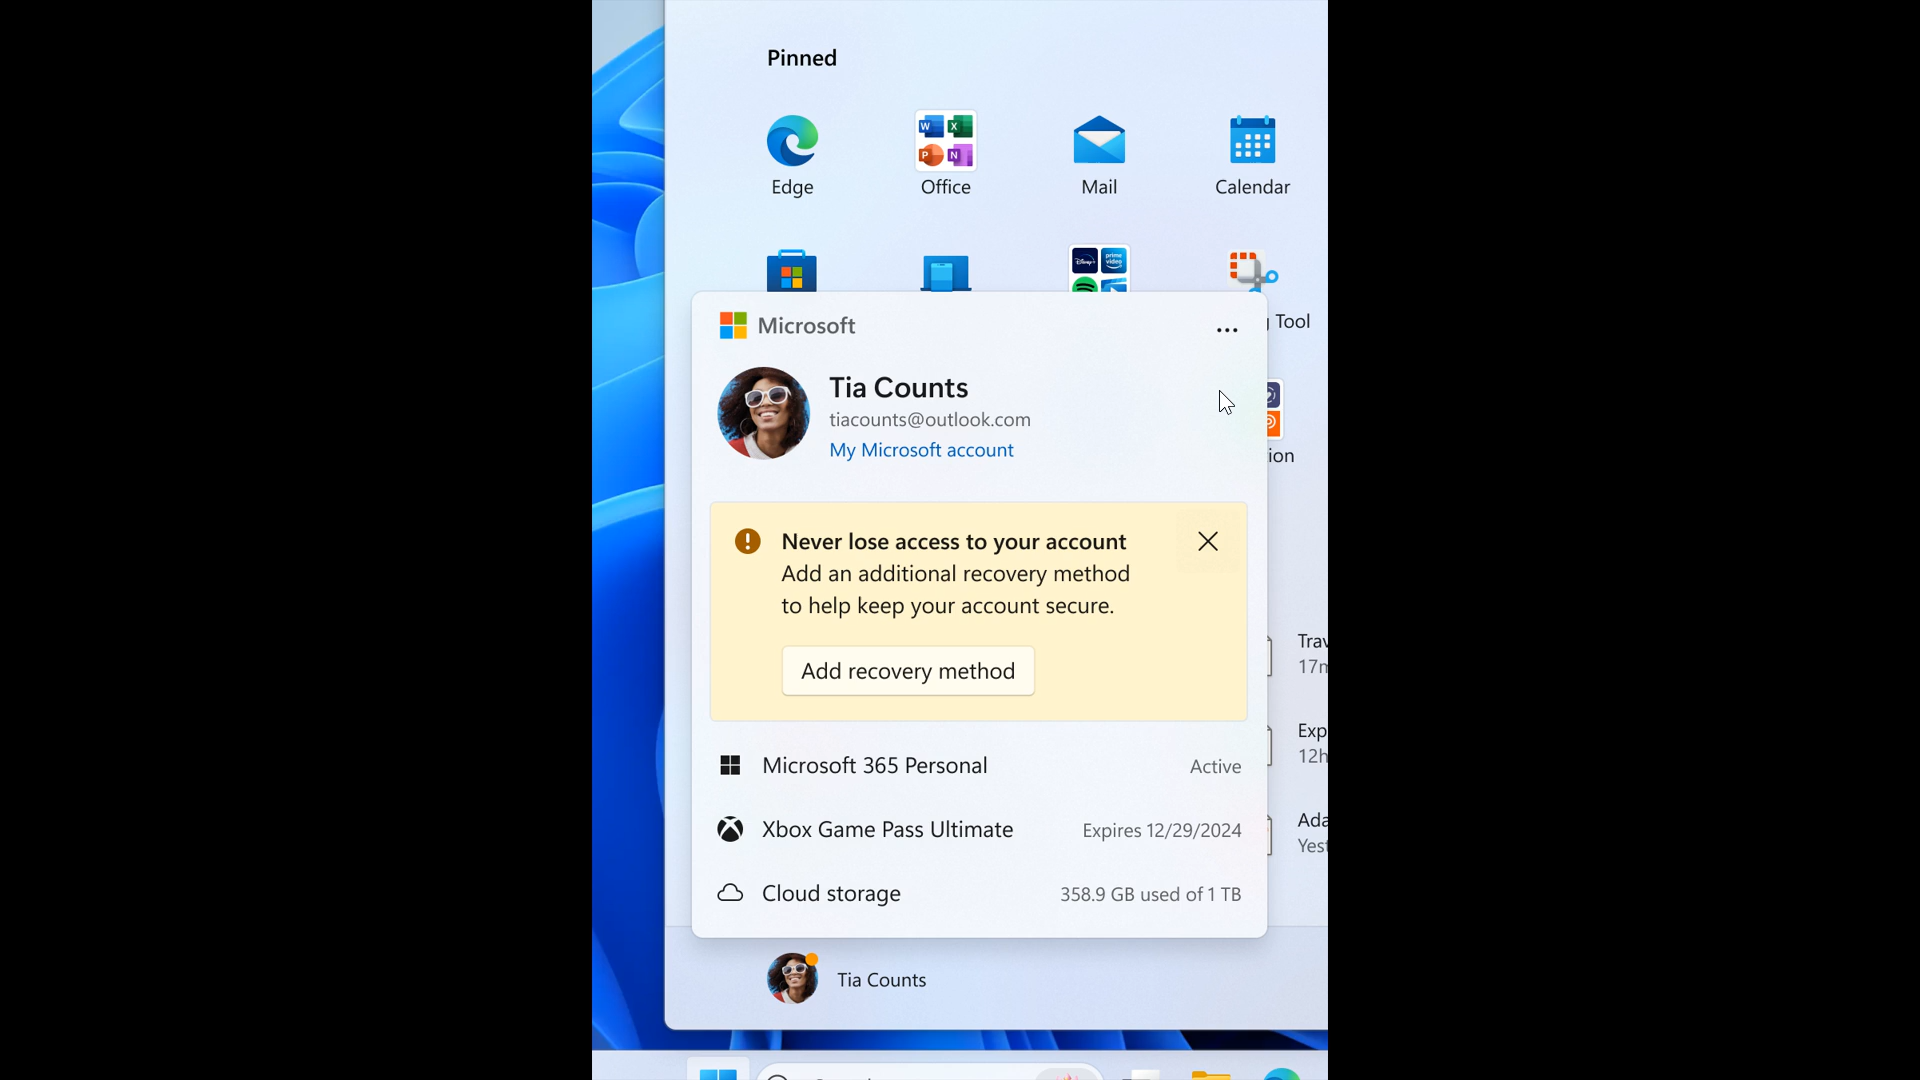 Pinned
Edge
Office
Mail
Calendar
Tool
Microsoft
Tia Counts
tiacounts@outlook.com
My Microsoft account
Never lose access to your account
Add an additional recovery method
to help keep your account secure.
Add recovery method
Microsoft 365 Personal
Active
Xbox Game Pass Ultimate
Expires 12/29/2024
Cloud storage
358.9 GB used of 1 TB
Tia Counts